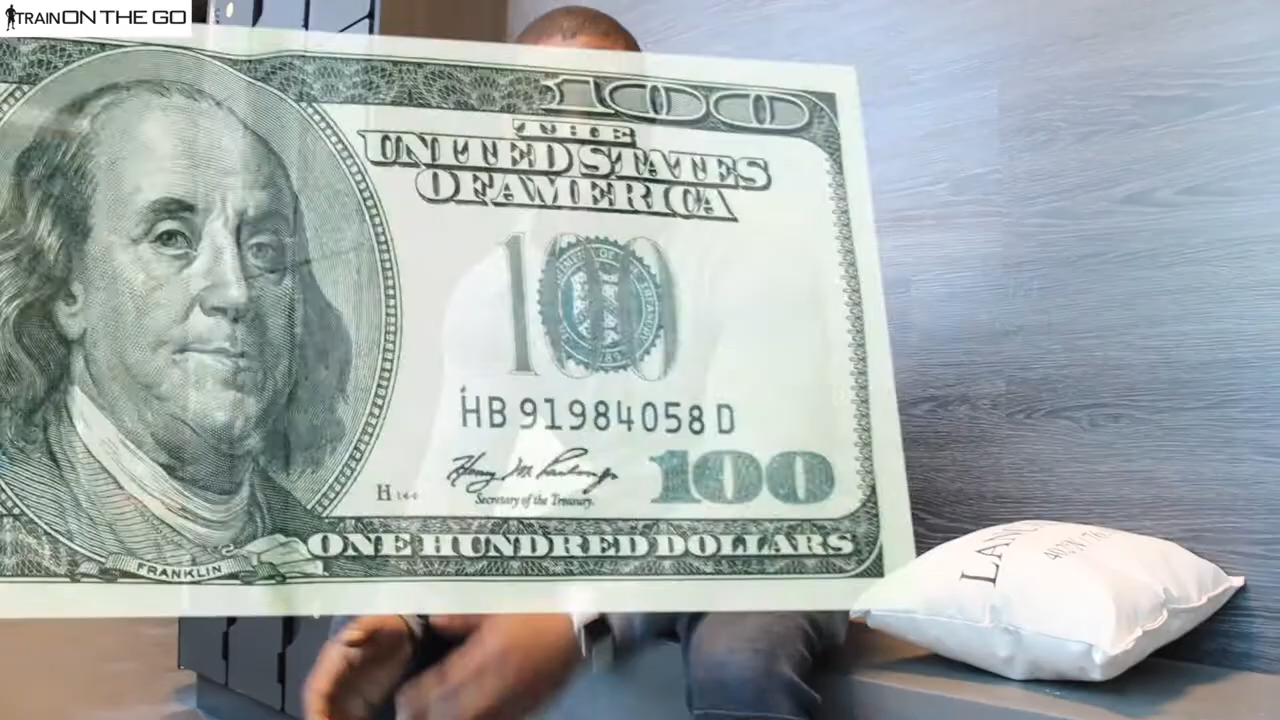 TRAIN ON THE GO
100
THE
UNITED STATES
OF AMERICA
100
HB 91984058 D
Secretary of the Treasury.
H
100
ONE HUNDRED DOLLARS
FRANKLIN